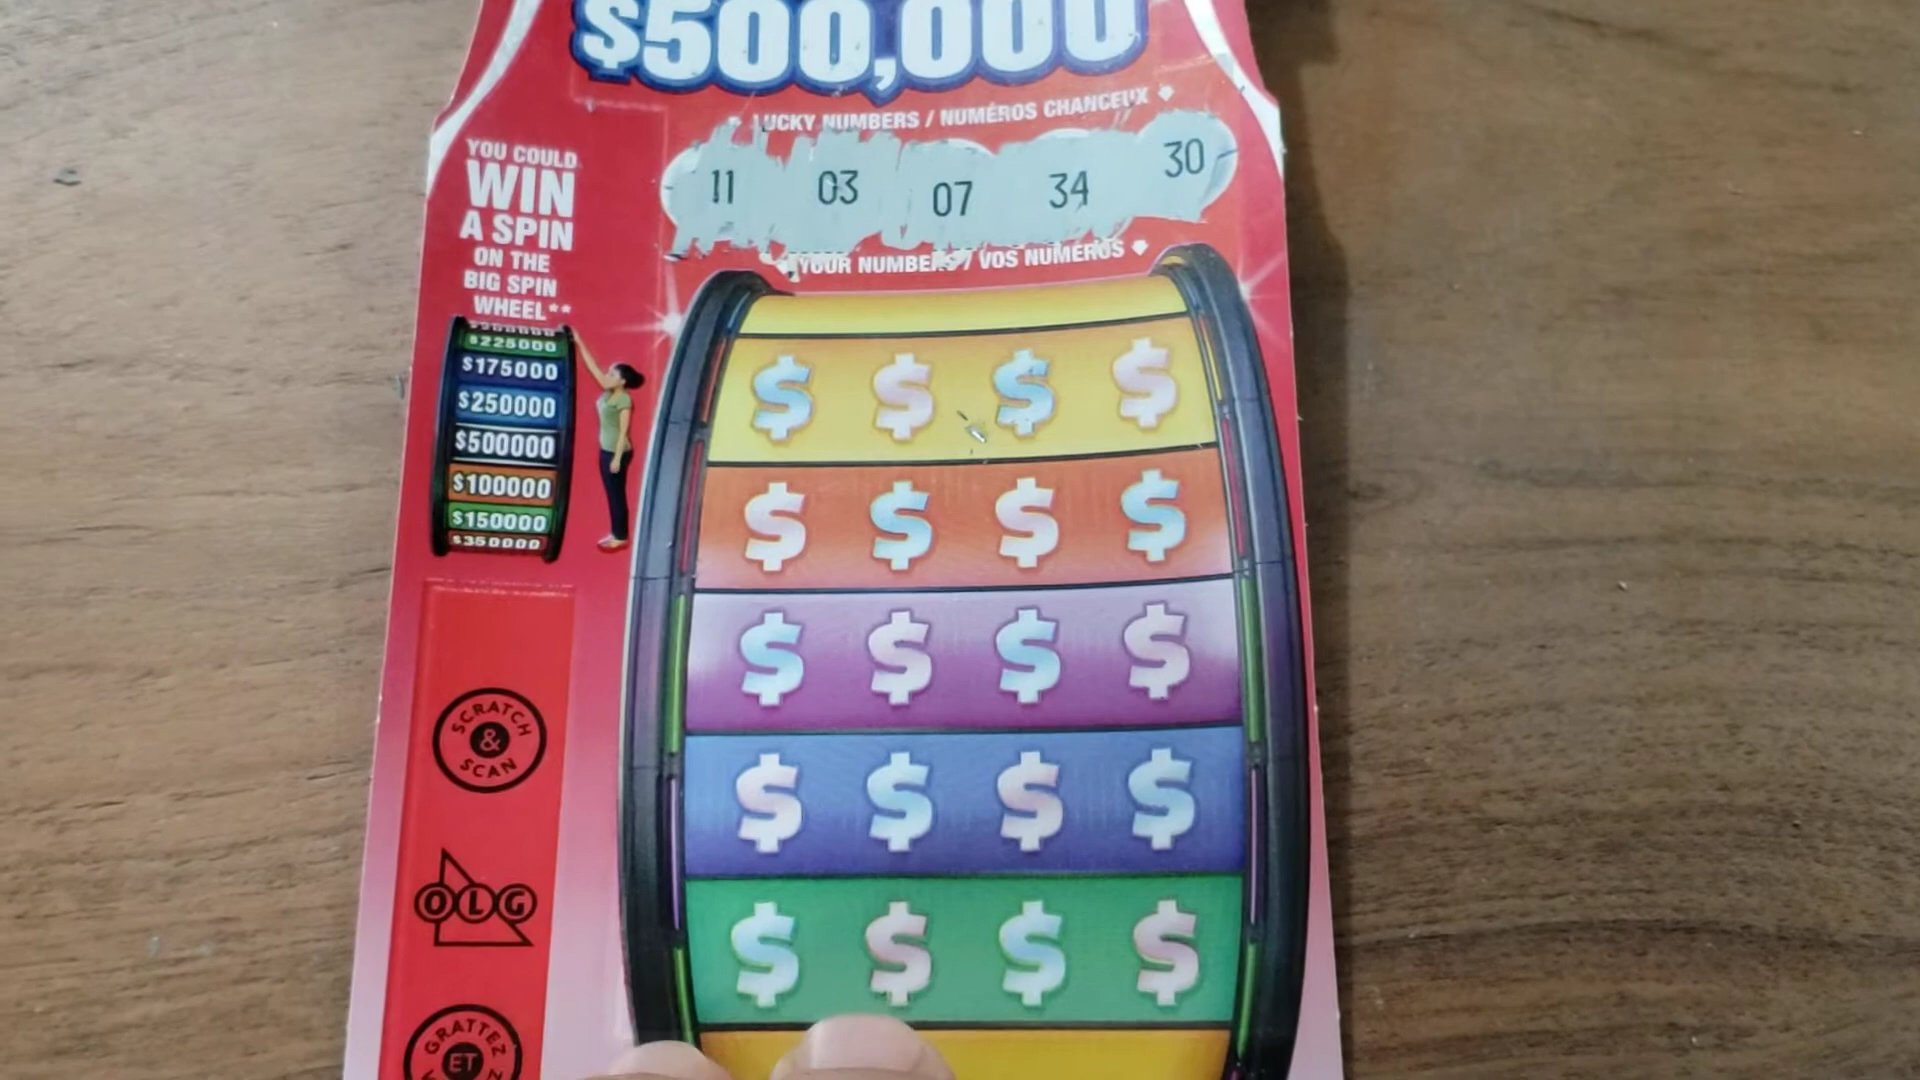 $500,000
LUCKY NUMBERS / NUMÉROS CHANCEUX
11 03 07 34 30
YOUR NUMBERS / VOS NUMÉROS
YOU COULD
WIN
A SPIN
ON THE
BIG SPIN
WHEEL**
$225000
$175000
$250000
$500000
$100000
$150000
$350000
$ $ $ $
$ $ $ $
$ $ $ $
$ $ $ $
$ $ $ $
SCRATCH
&
SCAN
OLG
GRATTEZ
ET